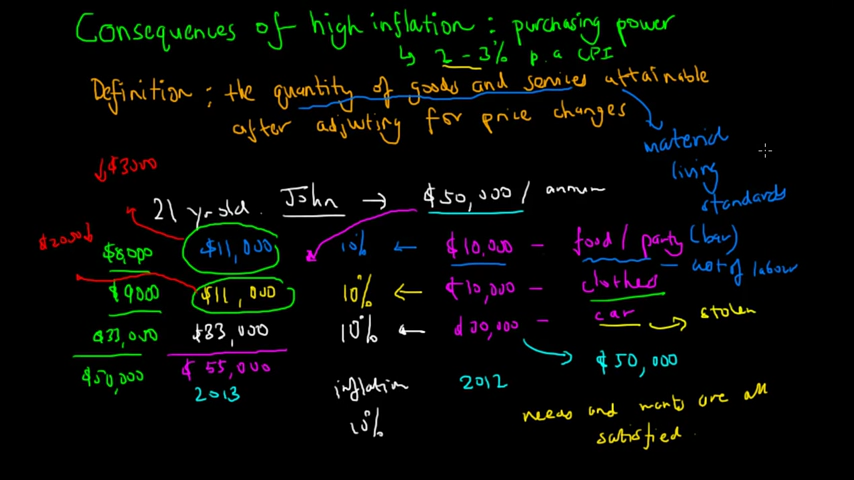 Consequences of high inflation : purchasing power
↳ 2 - 3% p.a CPI
Definition : the quantity of goods and services attainable
after adjusting for price changes
material
living
standards
↓$3000
21 yr old. John → $50,000 / annum
$2000↓
$8,000 $11,000 10% ← $10,000 - food / party (bar)
out of labour
$9000 $11,000 10% ← $10,000 - clothes
$33,000 $33,000 10% ← $30,000 - car → stolen
$50,000 $55,000 → $50,000
2013 inflation 2012
10%
needs and wants are all
satisfied.